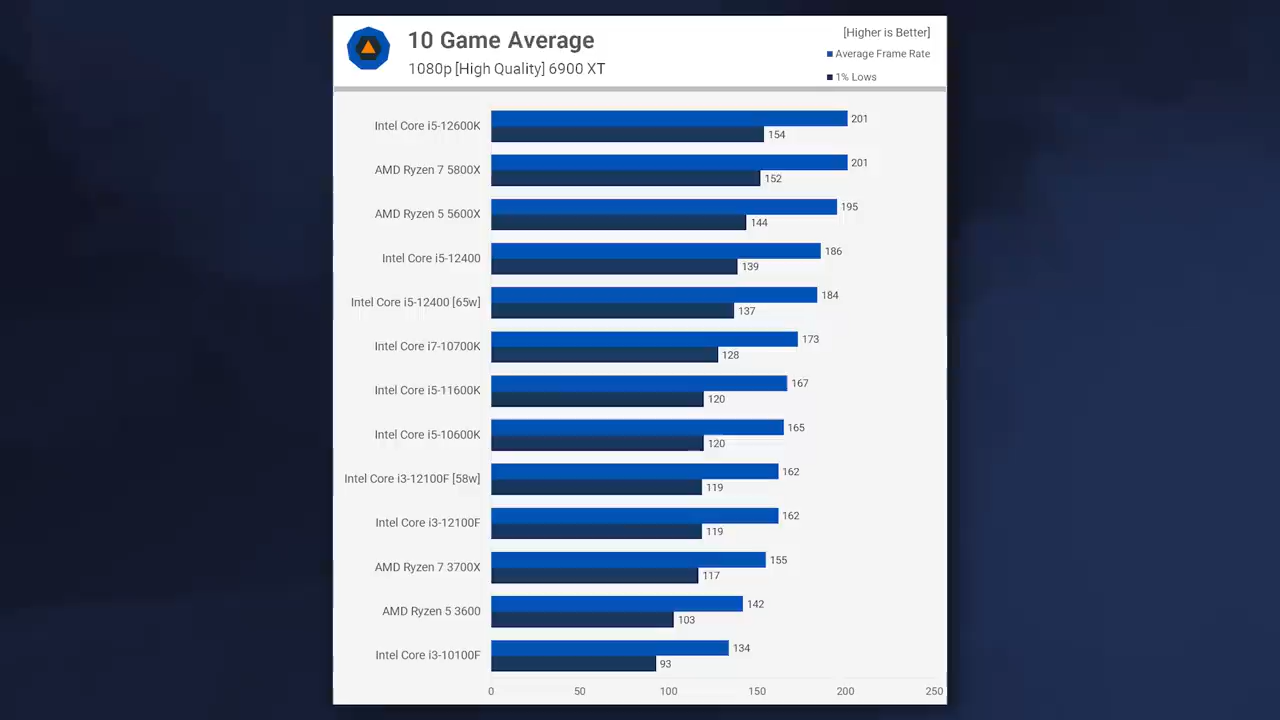 10 Game Average
1080p [High Quality] 6900 XT
[Higher is Better]
Average Frame Rate
1% Lows
Intel Core i5-12600K
201
154
AMD Ryzen 7 5800X
201
152
AMD Ryzen 5 5600X
195
144
Intel Core i5-12400
186
139
Intel Core i5-12400 [65w]
184
137
Intel Core i7-10700K
173
128
Intel Core i5-11600K
167
120
Intel Core i5-10600K
165
120
Intel Core i3-12100F [58w]
162
119
Intel Core i3-12100F
162
119
AMD Ryzen 7 3700X
155
117
AMD Ryzen 5 3600
142
103
Intel Core i3-10100F
134
93
0 50 100 150 200 250